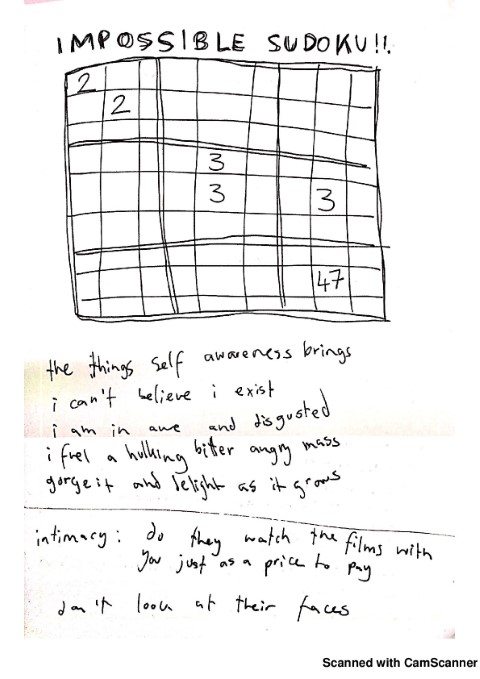 IMPOSSIBLE SUDOKU!!
2
2
3
3 3
47
the things self awareness brings
i can't believe i exist
i am in awe and disgusted
i fuel a hulking bitter angry mass
gorge it and delight as it grows
intimacy: do they watch the films with
you just as a price to pay
don't look at their faces
Scanned with CamScanner